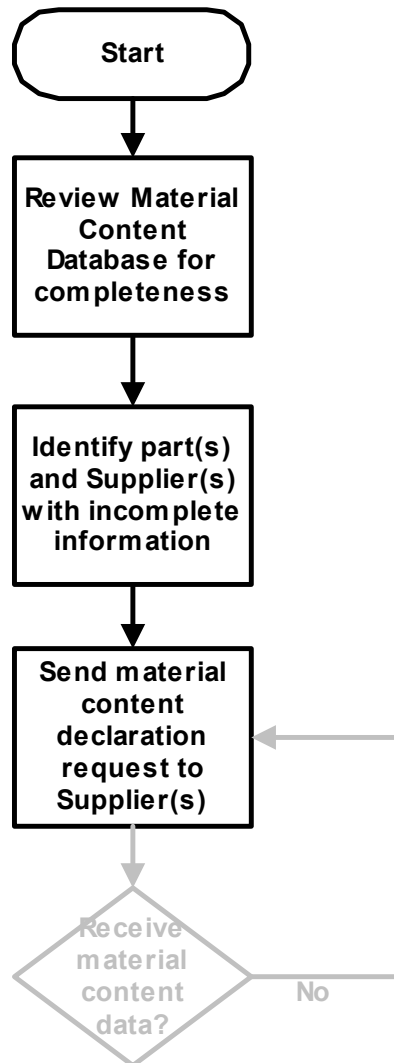 Start
Review Material
Content
Database for
completeness
Identify part(s)
and Supplier(s)
with incomplete
information
Send material
content
declaration
request to
Supplier(s)
Receive
material
content
data?
No